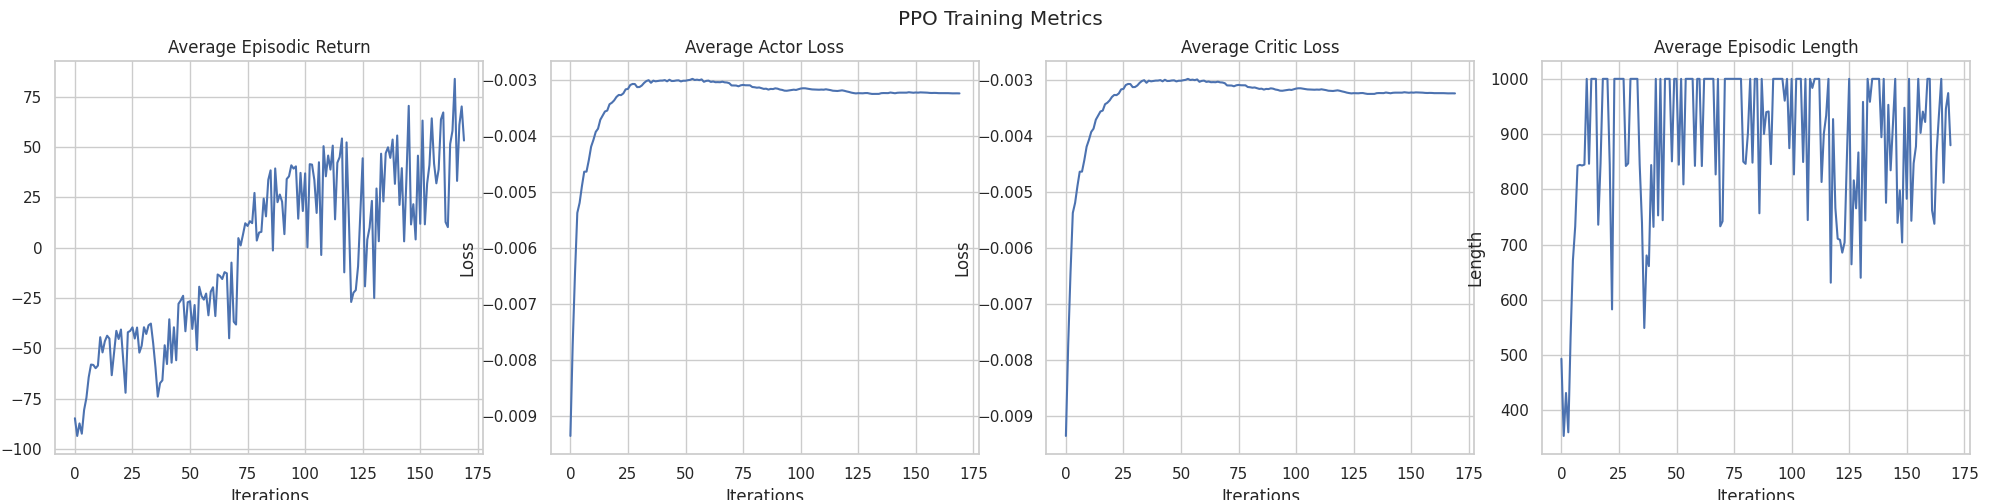 PPO Training Metrics
Average Episodic Return
75
50
25
0
−25
−50
−75
−100
0 25 50 75 100 125 150 175
Iterations
Average Actor Loss
Loss
−0.003
−0.004
−0.005
−0.006
−0.007
−0.008
−0.009
0 25 50 75 100 125 150 175
Iterations
Average Critic Loss
Loss
−0.003
−0.004
−0.005
−0.006
−0.007
−0.008
−0.009
0 25 50 75 100 125 150 175
Iterations
Average Episodic Length
Length
1000
900
800
700
600
500
400
0 25 50 75 100 125 150 175
Iterations